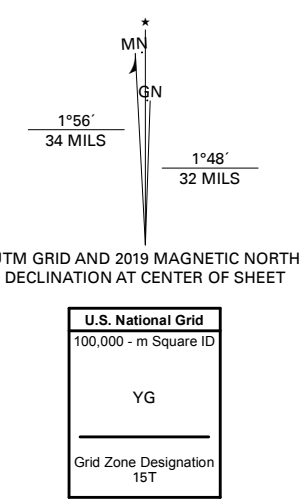 ★
MN
GN
1°56´
34 MILS
1°48´
32 MILS
UTM GRID AND 2019 MAGNETIC NORTH
DECLINATION AT CENTER OF SHEET
U.S. National Grid
100,000 - m Square ID
YG
Grid Zone Designation
15T